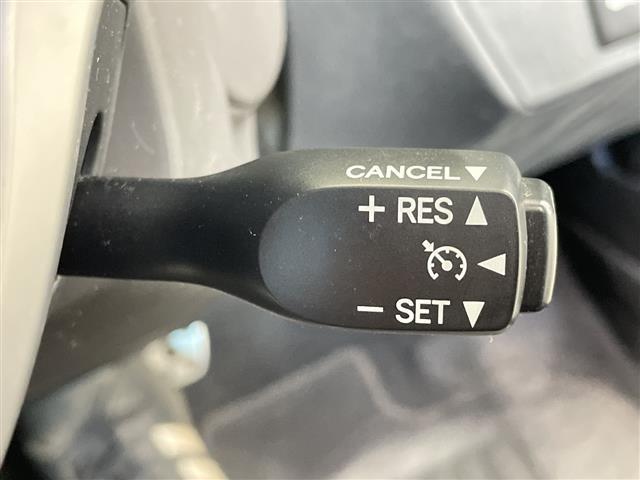 CANCEL▼
+ RES ▲
◀
− SET ▼